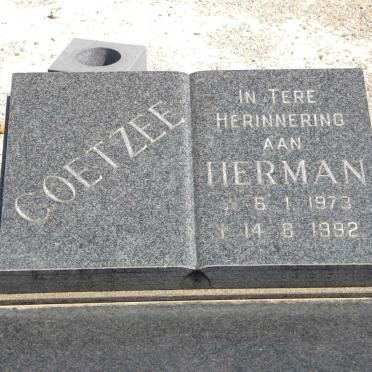 COETZEE
IN TERE
HERINNERING
AAN
HERMAN
* 6 1 1973
† 14 8 1992